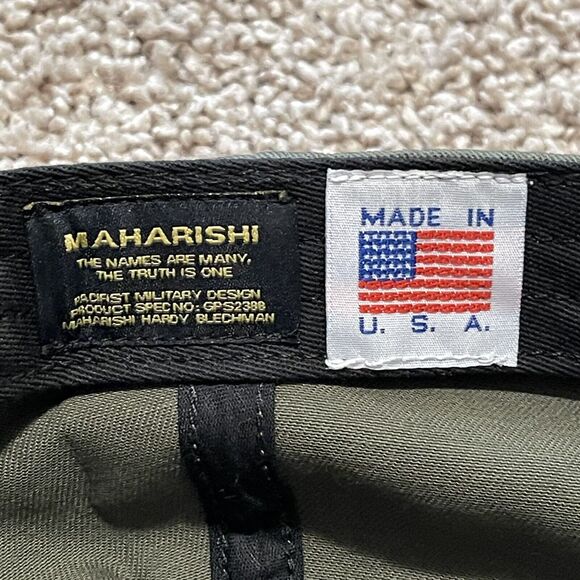 MAHARISHI
THE NAMES ARE MANY,
THE TRUTH IS ONE
PACIFIST MILITARY DESIGN
PRODUCT SPEC NO: GPS2388
MAHARISHI HARDY BLECHMAN
MADE IN
U. S. A.